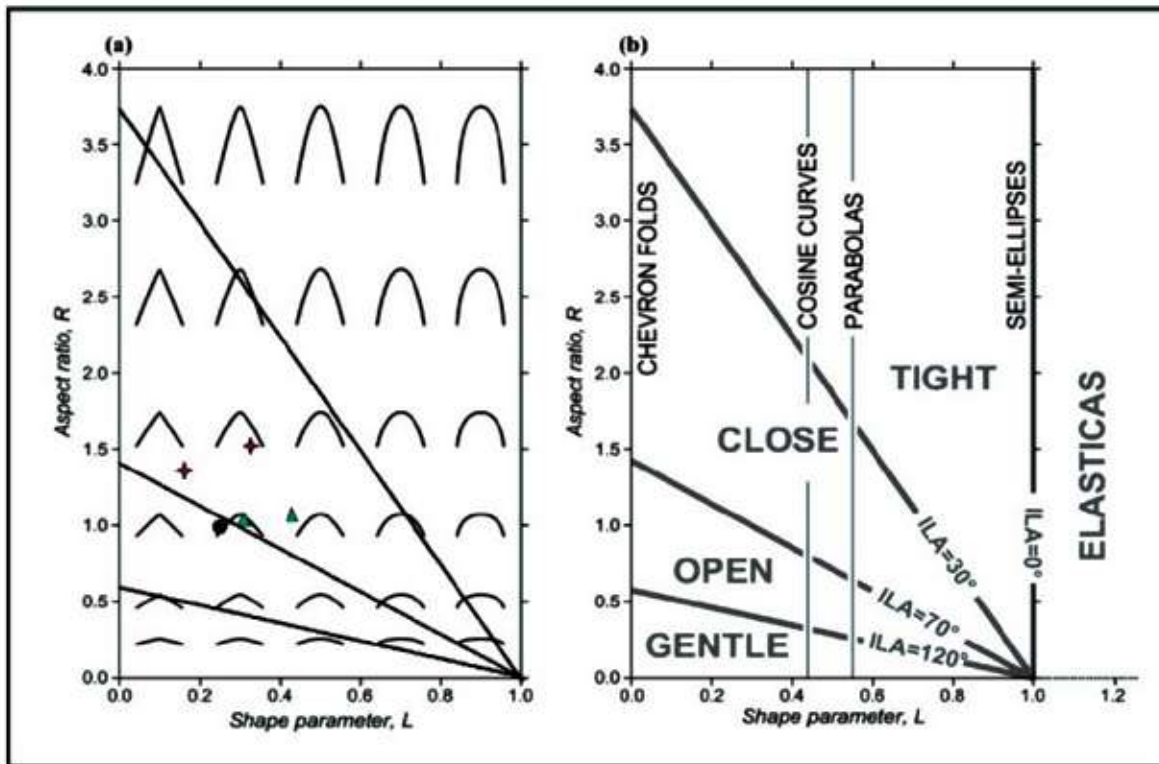 (a)
4.0
3.5
3.0
2.5
2.0
1.5
1.0
0.5
0.0
Aspect ratio, R
0.0 0.2 0.4 0.6 0.8 1.0
Shape parameter, L
(b)
4.0
3.5
3.0
2.5
2.0
1.5
1.0
0.5
0.0
Aspect ratio, R
CHEVRON FOLDS
COSINE CURVES
PARABOLAS
SEMI-ELLIPSES
TIGHT
CLOSE
OPEN
GENTLE
ELASTICAS
ILA=30°
ILA=70°
ILA=120°
ILA=0°
0.0 0.2 0.4 0.6 0.8 1.0 1.2
Shape parameter, L